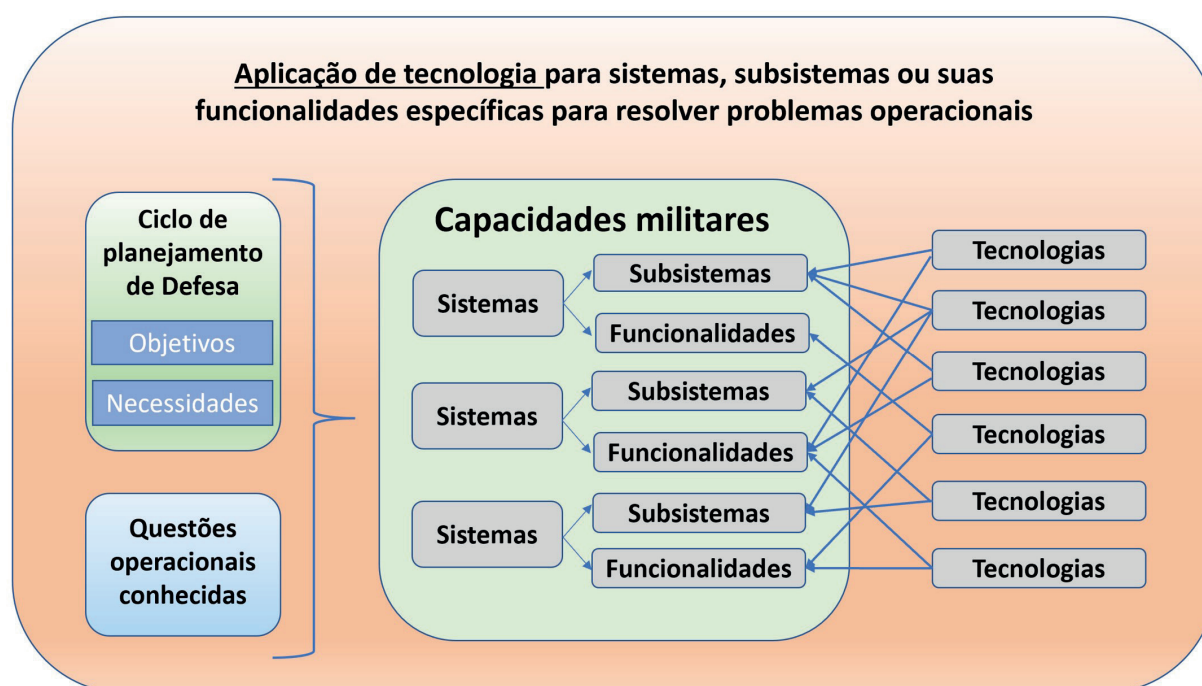 Aplicação de tecnologia para sistemas, subsistemas ou suas
funcionalidades específicas para resolver problemas operacionais
Ciclo de
planejamento
de Defesa
Objetivos
Necessidades
Questões
operacionais
conhecidas
Capacidades militares
Sistemas
Subsistemas
Funcionalidades
Sistemas
Subsistemas
Funcionalidades
Sistemas
Subsistemas
Funcionalidades
Tecnologias
Tecnologias
Tecnologias
Tecnologias
Tecnologias
Tecnologias